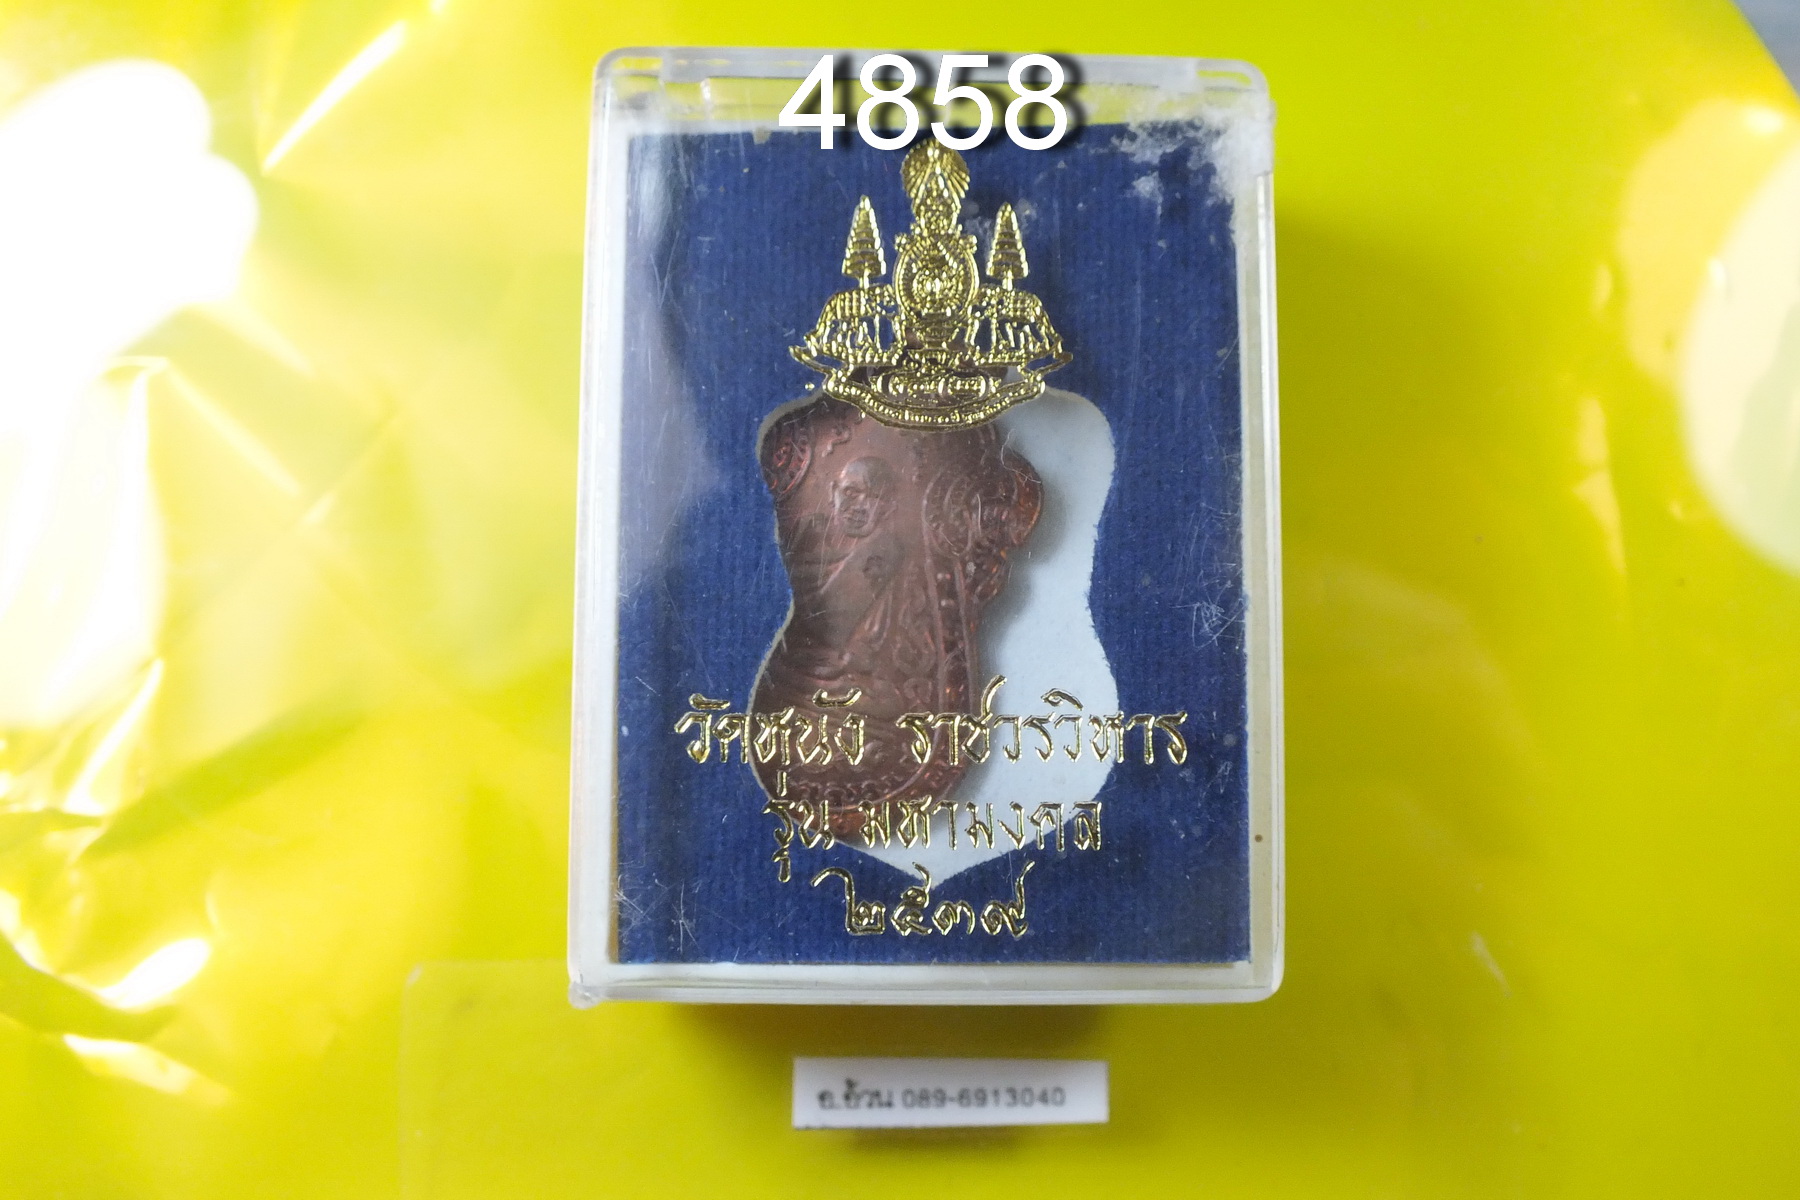 4858
วัดหนัง ราชวรวิหาร
รุ่น มหามงคล
๒๕๓๙
อ.อ้วน 089-6913040